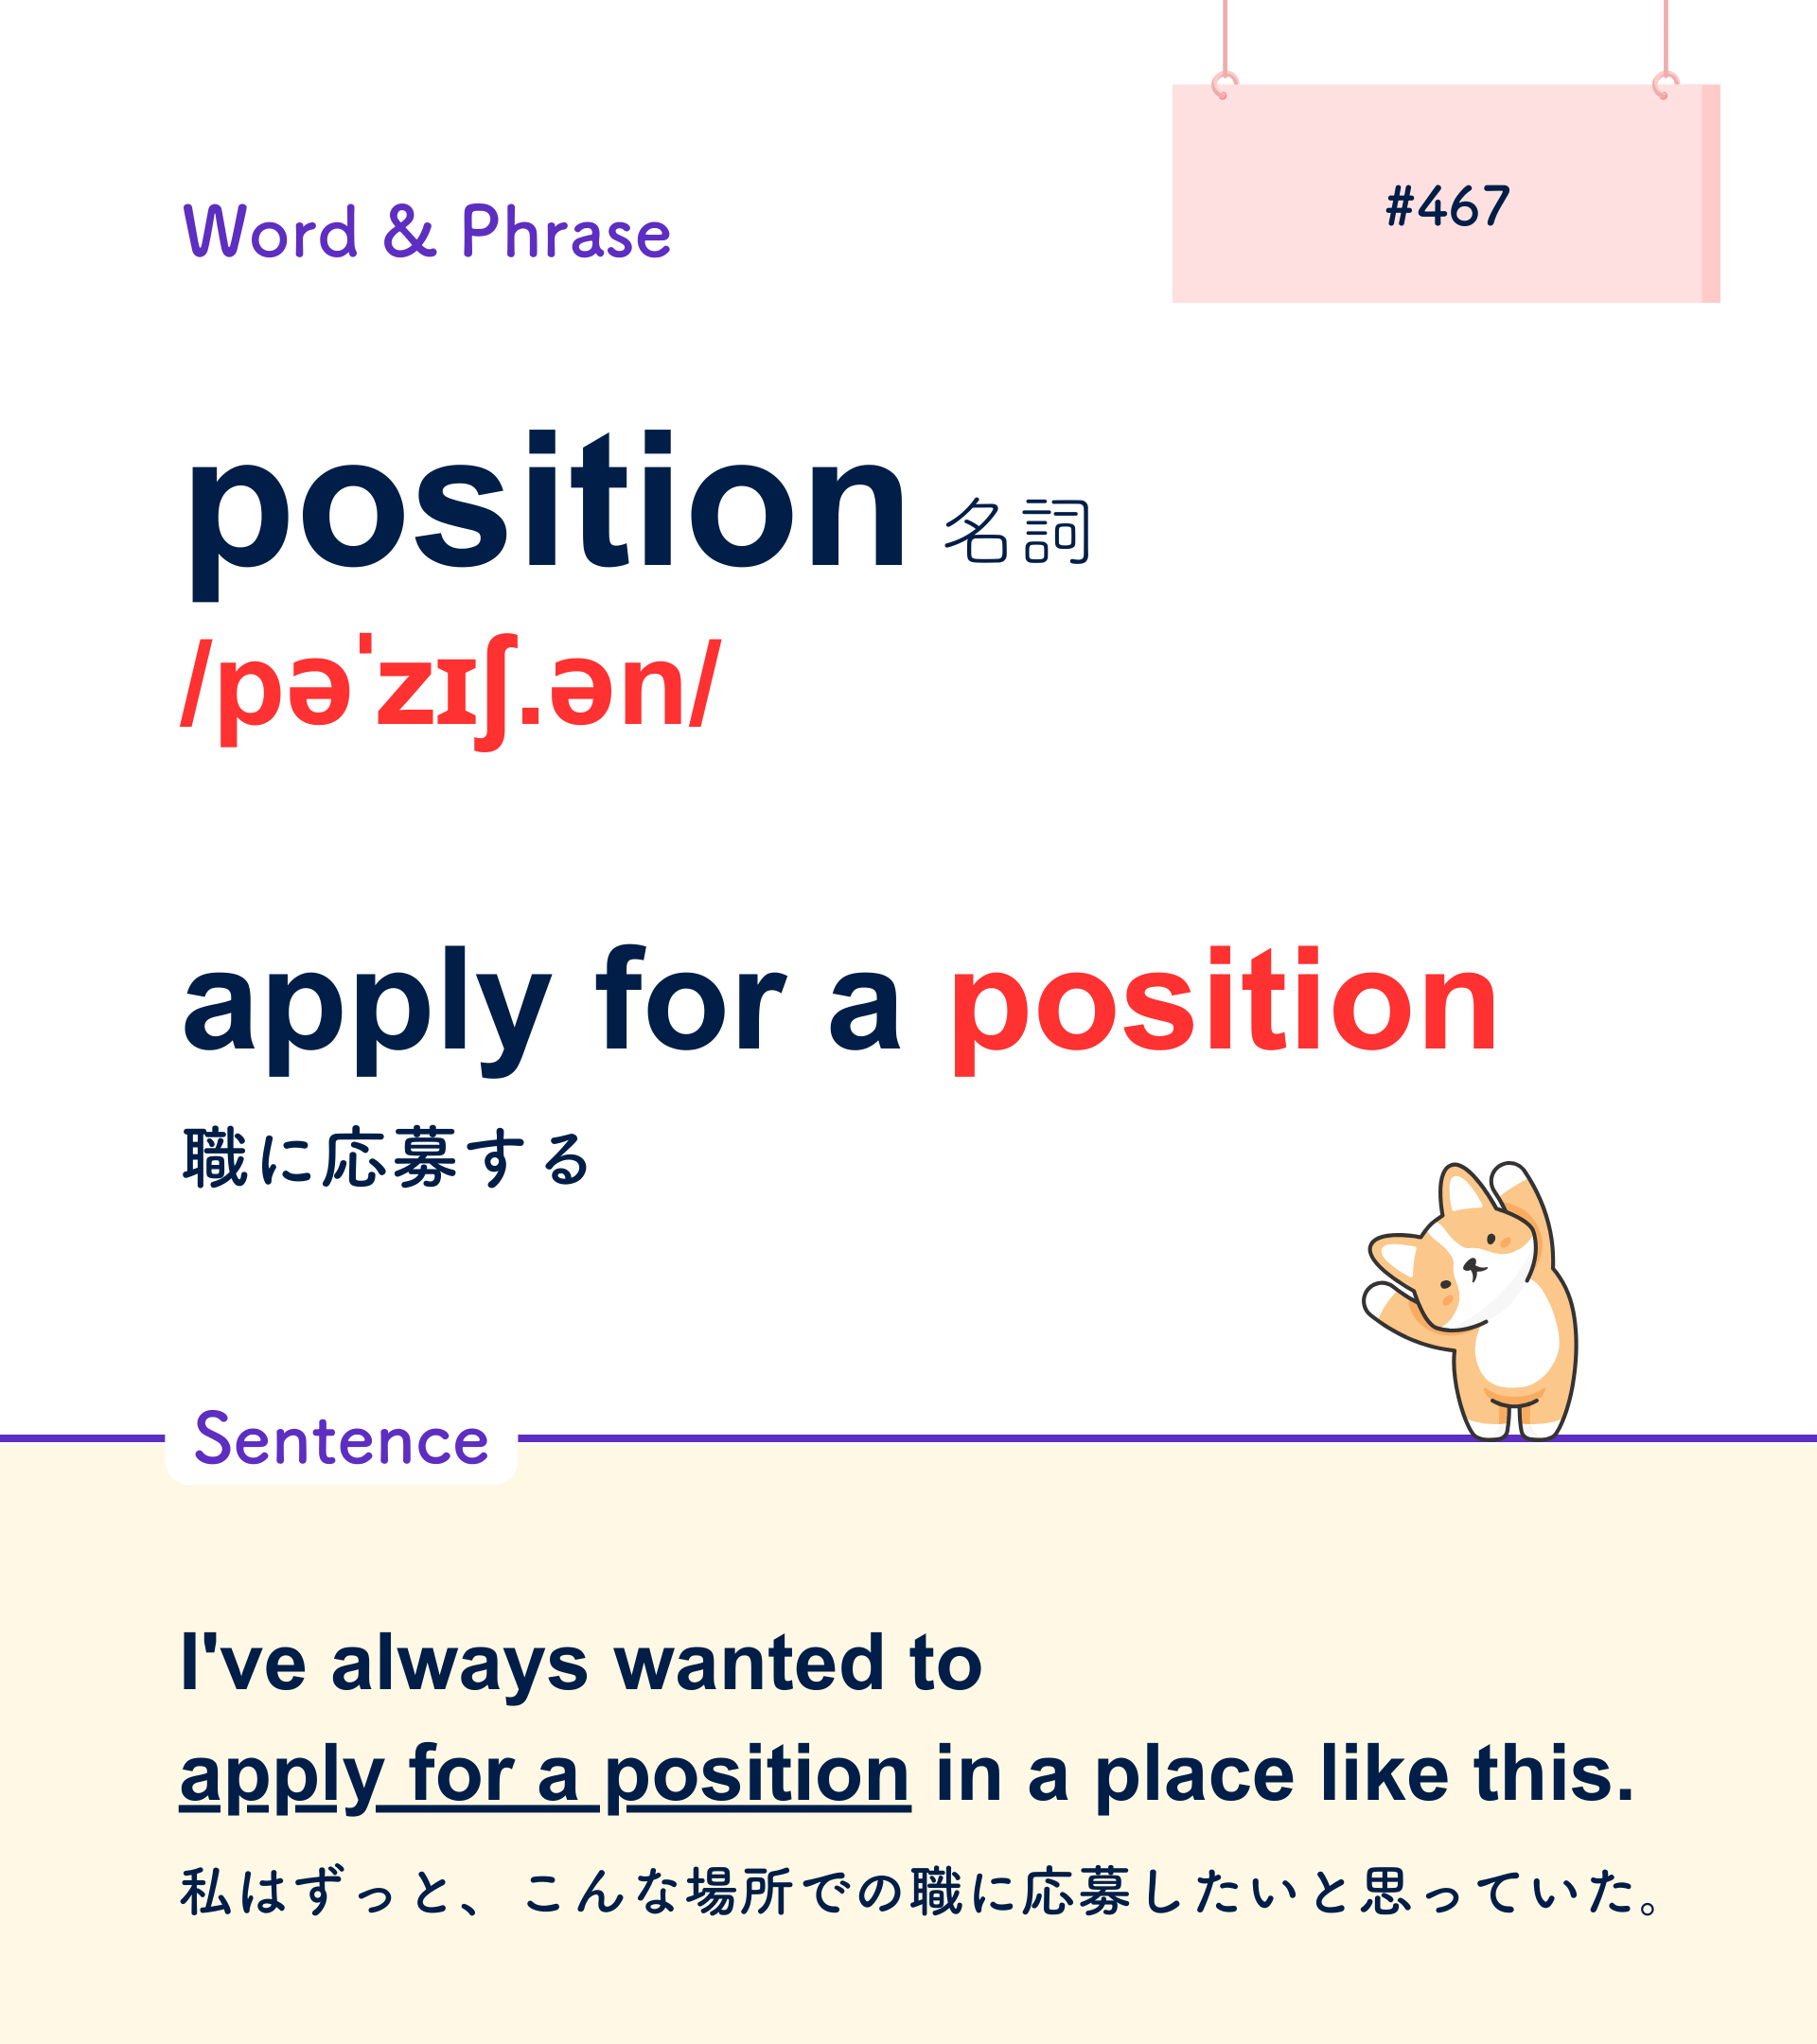 Word & Phrase
#467
position 名詞
/pəˈzɪʃ.ən/
apply for a position
職に応募する
Sentence
I've always wanted to
apply for a position in a place like this.
私はずっと、こんな場所での職に応募したいと思っていた。